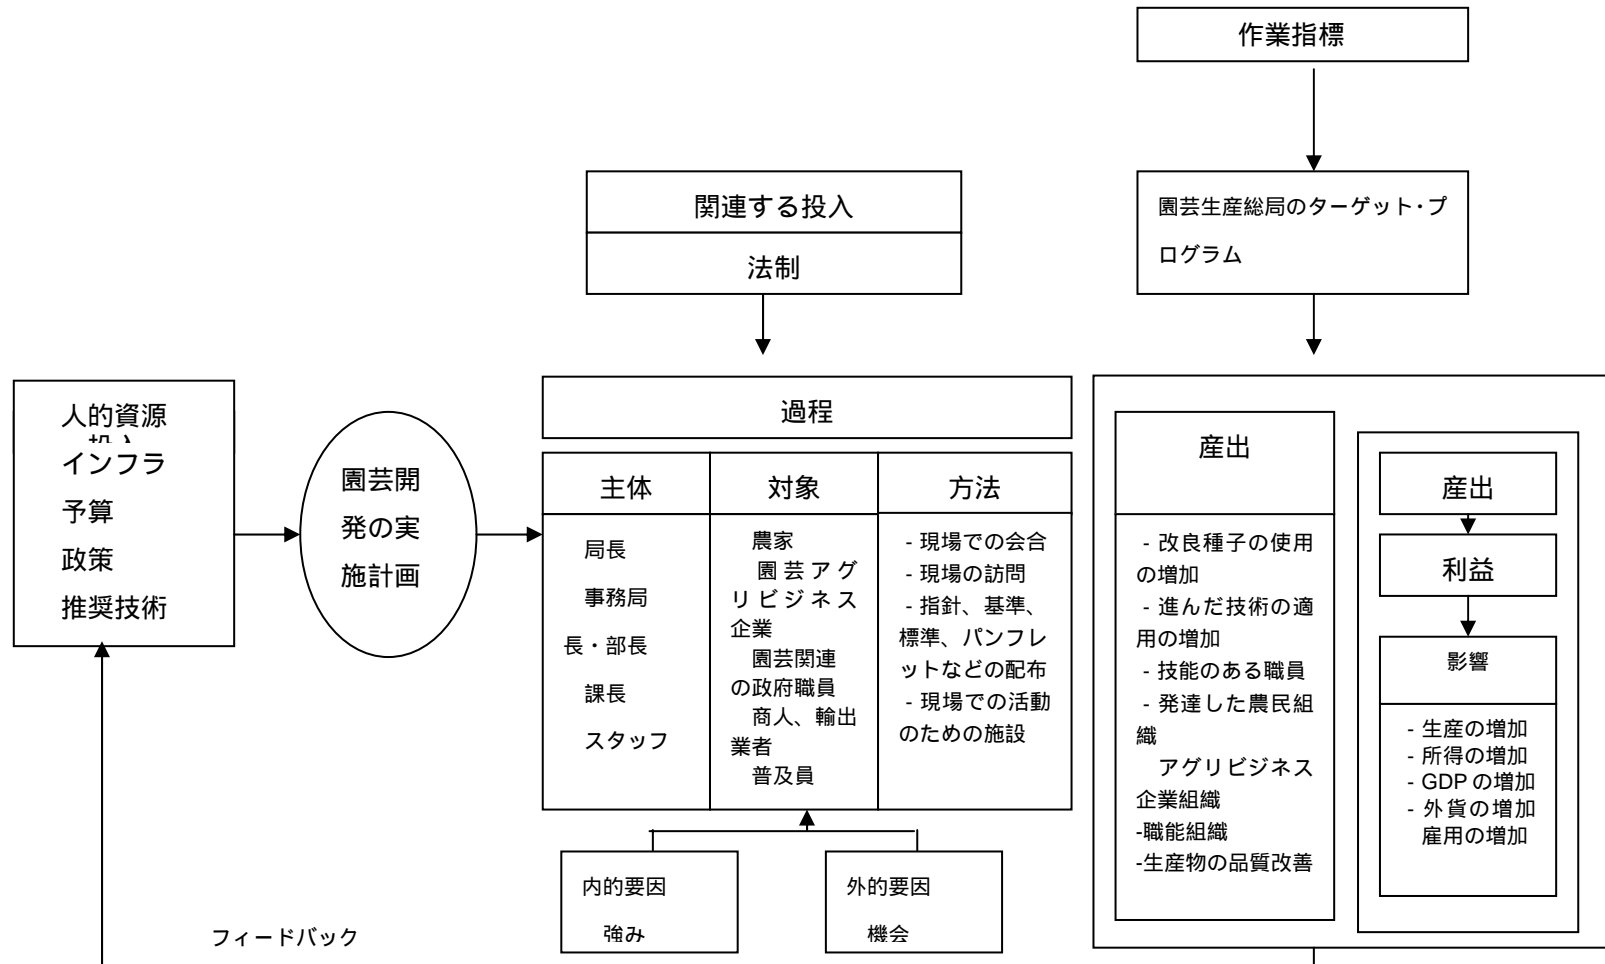 作業指標
園芸生産総局のターゲット・プ
ログラム
関連する投入
法制
人的資源
インフラ
予算
政策
推奨技術
園芸開
発の実
施計画
過程
主体
局長
事務局
長・部長
課長
スタッフ
対象
農家
園芸アグ
リビジネス
企業
園芸関連
の政府職員
商人、輸出
業者
普及員
方法
- 現場での会合
- 現場の訪問
- 指針、基準、
標準、パンフレ
ットなどの配布
- 現場での活動
のための施設
内的要因
強み
外的要因
機会
産出
- 改良種子の使用
の増加
- 進んだ技術の適
用の増加
- 技能のある職員
- 発達した農民組
織
アグリビジネス
企業組織
-職能組織
-生産物の品質改善
産出
利益
影響
- 生産の増加
- 所得の増加
- GDPの増加
- 外貨の増加
雇用の増加
フィードバック